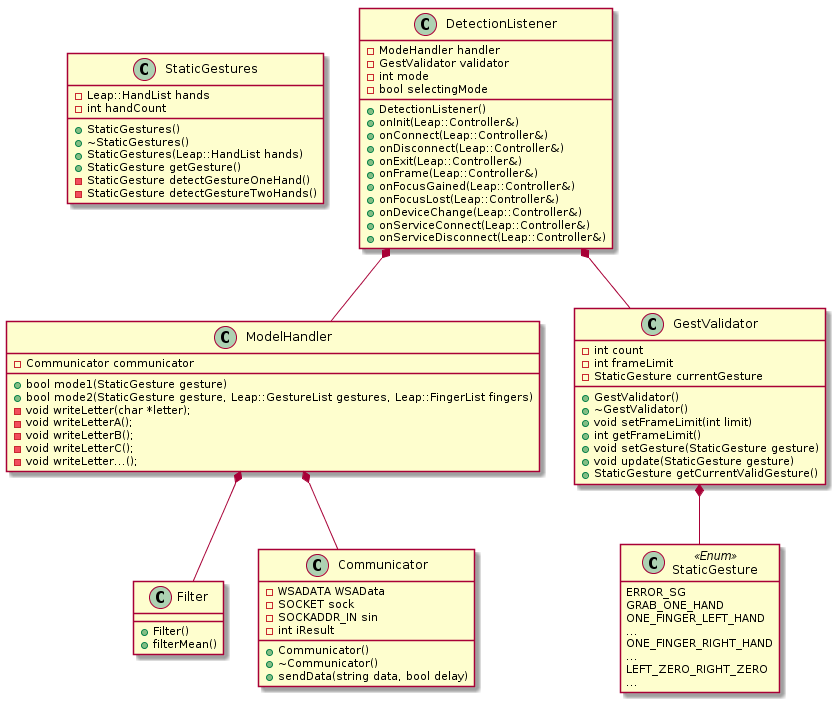 C StaticGestures
Leap::HandList hands
int handCount
StaticGestures()
~StaticGestures()
StaticGestures(Leap::HandList hands)
StaticGesture getGesture()
StaticGesture detectGestureOneHand()
StaticGesture detectGestureTwoHands()
C DetectionListener
ModeHandler handler
GestValidator validator
int mode
bool selectingMode
DetectionListener()
onInit(Leap::Controller&)
onConnect(Leap::Controller&)
onDisconnect(Leap::Controller&)
onExit(Leap::Controller&)
onFrame(Leap::Controller&)
onFocusGained(Leap::Controller&)
onFocusLost(Leap::Controller&)
onDeviceChange(Leap::Controller&)
onServiceConnect(Leap::Controller&)
onServiceDisconnect(Leap::Controller&)
C ModelHandler
Communicator communicator
bool mode1(StaticGesture gesture)
bool mode2(StaticGesture gesture, Leap::GestureList gestures, Leap::FingerList fingers)
void writeLetter(char *letter);
void writeLetterA();
void writeLetterB();
void writeLetterC();
void writeLetter...();
C GestValidator
int count
int frameLimit
StaticGesture currentGesture
GestValidator()
~GestValidator()
void setFrameLimit(int limit)
int getFrameLimit()
void setGesture(StaticGesture gesture)
void update(StaticGesture gesture)
StaticGesture getCurrentValidGesture()
C Filter
Filter()
filterMean()
C Communicator
WSADATA WSAData
SOCKET sock
SOCKADDR_IN sin
int iResult
Communicator()
~Communicator()
sendData(string data, bool delay)
«Enum»
C StaticGesture
ERROR_SG
GRAB_ONE_HAND
ONE_FINGER_LEFT_HAND
...
ONE_FINGER_RIGHT_HAND
...
LEFT_ZERO_RIGHT_ZERO
...